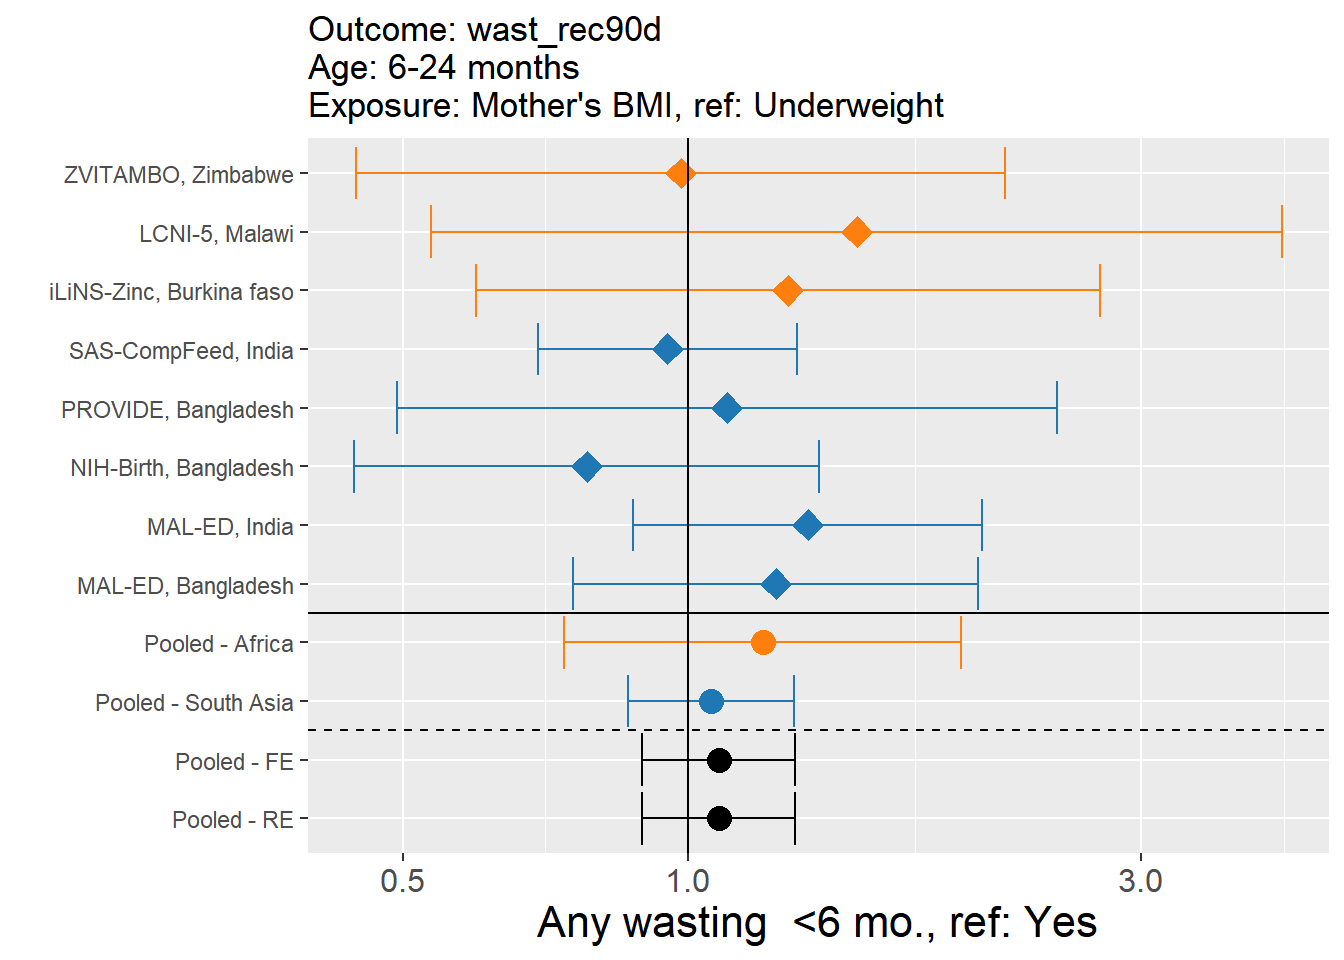 Outcome: wast_rec90d
Age: 6-24 months
Exposure: Mother's BMI, ref: Underweight
ZVITAMBO, Zimbabwe
LCNI-5, Malawi
iLiNS-Zinc, Burkina faso
SAS-CompFeed, India
PROVIDE, Bangladesh
NIH-Birth, Bangladesh
MAL-ED, India
MAL-ED, Bangladesh
Pooled - Africa
Pooled - South Asia
Pooled - FE
Pooled - RE
0.5 1.0 3.0
Any wasting  <6 mo., ref: Yes